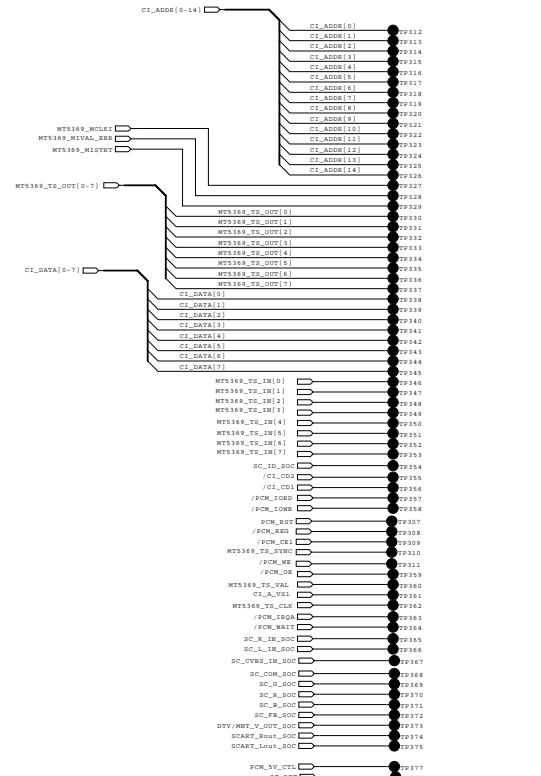 CI_ADDR[0-14]
CI_ADDR[0] TP312
CI_ADDR[1] TP313
CI_ADDR[2] TP314
CI_ADDR[3] TP315
CI_ADDR[4] TP316
CI_ADDR[5] TP317
CI_ADDR[6] TP318
CI_ADDR[7] TP319
CI_ADDR[8] TP320
CI_ADDR[9] TP321
CI_ADDR[10] TP322
CI_ADDR[11] TP323
CI_ADDR[12] TP324
CI_ADDR[13] TP325
CI_ADDR[14] TP326
MT5369_MCLKI TP327
MT5369_MIVAL_ERR TP328
MT5369_MISTRT TP329
MT5369_TS_OUT[0-7]
MT5369_TS_OUT[0] TP330
MT5369_TS_OUT[1] TP331
MT5369_TS_OUT[2] TP332
MT5369_TS_OUT[3] TP333
MT5369_TS_OUT[4] TP334
MT5369_TS_OUT[5] TP335
MT5369_TS_OUT[6] TP336
MT5369_TS_OUT[7] TP337
CI_DATA[0-7]
CI_DATA[0] TP338
CI_DATA[1] TP339
CI_DATA[2] TP340
CI_DATA[3] TP341
CI_DATA[4] TP342
CI_DATA[5] TP343
CI_DATA[6] TP344
CI_DATA[7] TP345
MT5369_TS_IN[0] TP346
MT5369_TS_IN[1] TP347
MT5369_TS_IN[2] TP348
MT5369_TS_IN[3] TP349
MT5369_TS_IN[4] TP350
MT5369_TS_IN[5] TP351
MT5369_TS_IN[6] TP352
MT5369_TS_IN[7] TP353
SC_ID_SOC TP354
/CI_CD2 TP355
/CI_CD1 TP356
/PCM_IORD TP357
/PCM_IOWR TP358
PCM_RST TP307
/PCM_REG TP308
/PCM_CE1 TP309
MT5369_TS_SYNC TP310
/PCM_WE TP311
/PCM_OE TP359
MT5369_TS_VAL TP360
CI_A_VS1 TP361
MT5369_TS_CLK TP362
/PCM_IRQA TP363
/PCM_WAIT TP364
SC_R_IN_SOC TP365
SC_L_IN_SOC TP366
SC_CVBS_IN_SOC TP367
SC_COM_SOC TP368
SC_G_SOC TP369
SC_R_SOC TP370
SC_B_SOC TP371
SC_FB_SOC TP372
DTV/MNT_V_OUT_SOC TP373
SCART_Rout_SOC TP374
SCART_Lout_SOC TP375
PCM_5V_CTL TP377